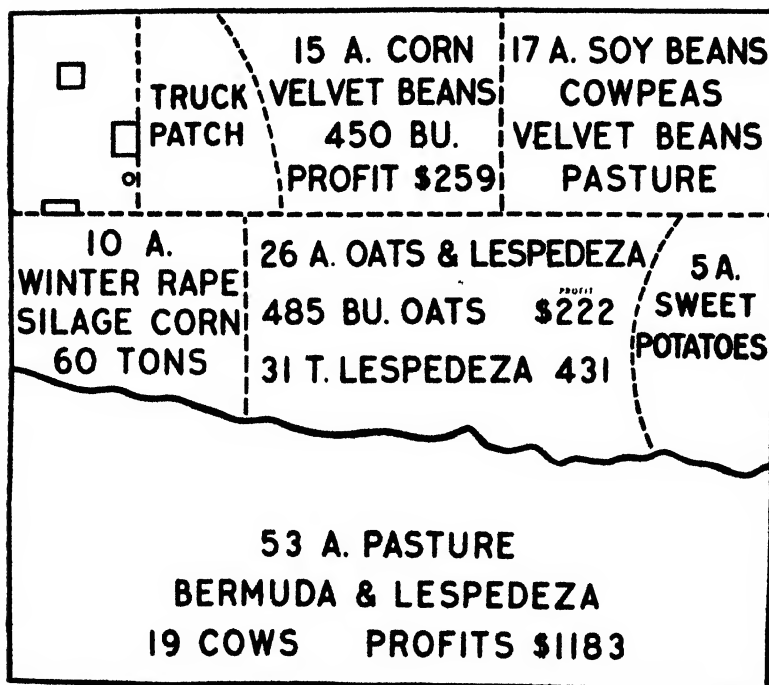 TRUCK
PATCH
15 A. CORN
VELVET BEANS
450 BU.
PROFIT $259
17 A. SOY BEANS
COWPEAS
VELVET BEANS
PASTURE
10 A.
WINTER RAPE
SILAGE CORN
60 TONS
26 A. OATS & LESPEDEZA
PROFIT
485 BU. OATS $222
31 T. LESPEDEZA 431
5 A.
SWEET
POTATOES
53 A. PASTURE
BERMUDA & LESPEDEZA
19 COWS PROFITS $1183